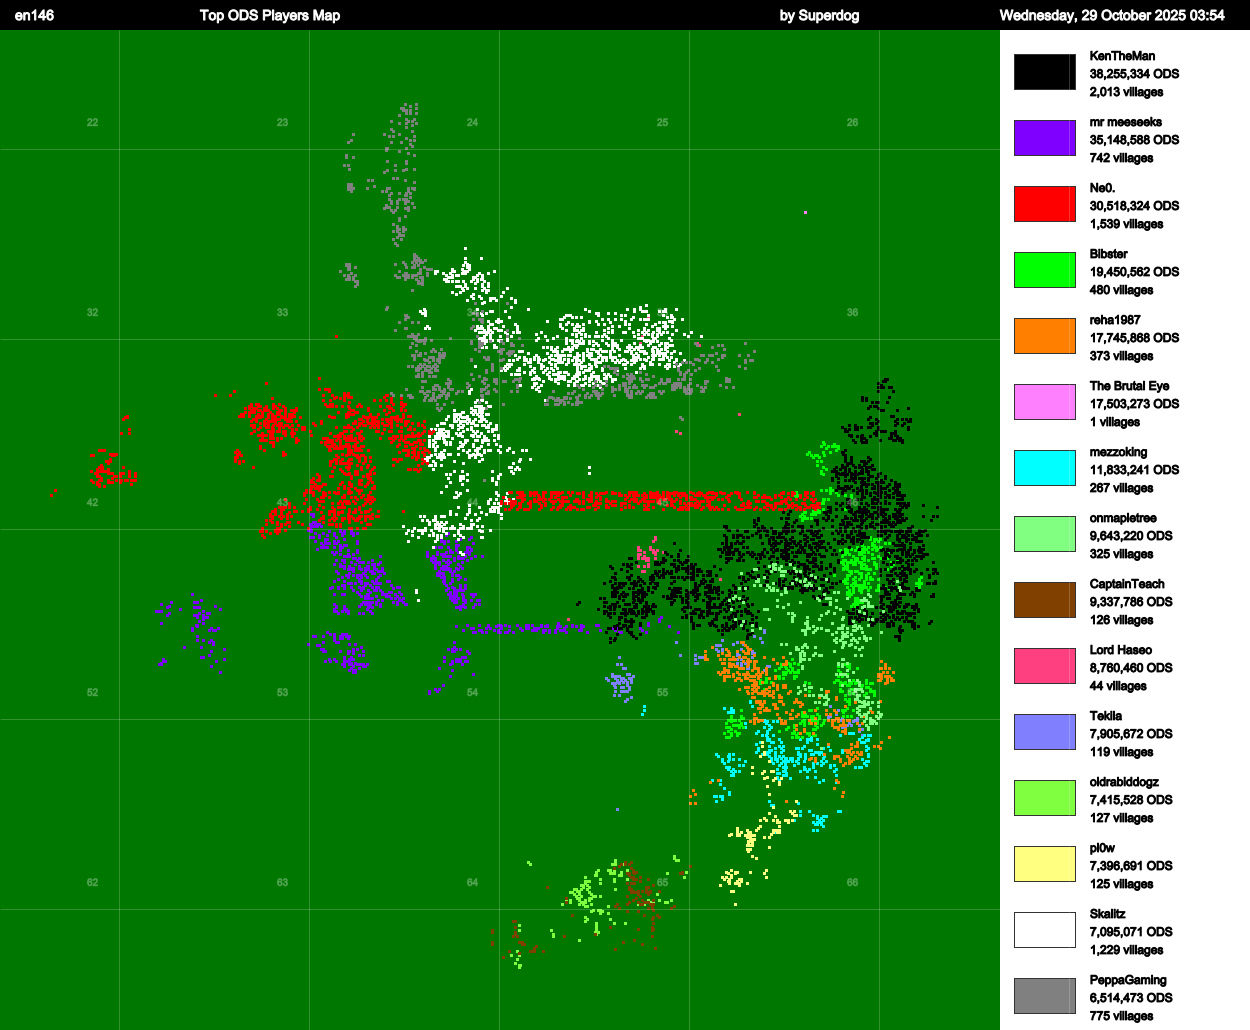 en146 Top ODS Players Map by Superdog Wednesday, 29 October 2025 03:54
KenTheMan
38,255,334 ODS
2,013 villages
mr meeseeks
35,148,588 ODS
742 villages
Ne0.
30,518,324 ODS
1,539 villages
Bibster
19,450,562 ODS
480 villages
reha1987
17,745,868 ODS
373 villages
The Brutal Eye
17,503,273 ODS
1 villages
mezzoking
11,833,241 ODS
267 villages
onmapletree
9,643,220 ODS
325 villages
CaptainTeach
9,337,786 ODS
126 villages
Lord Haseo
8,760,460 ODS
44 villages
Tekila
7,905,672 ODS
119 villages
oldrabiddogz
7,415,528 ODS
127 villages
pl0w
7,396,691 ODS
125 villages
Skalitz
7,095,071 ODS
1,229 villages
PeppaGaming
6,514,473 ODS
775 villages
22 23 24 25 26
32 33 34 36
42 43 44 45 46
52 53 54 55
62 63 64 65 66